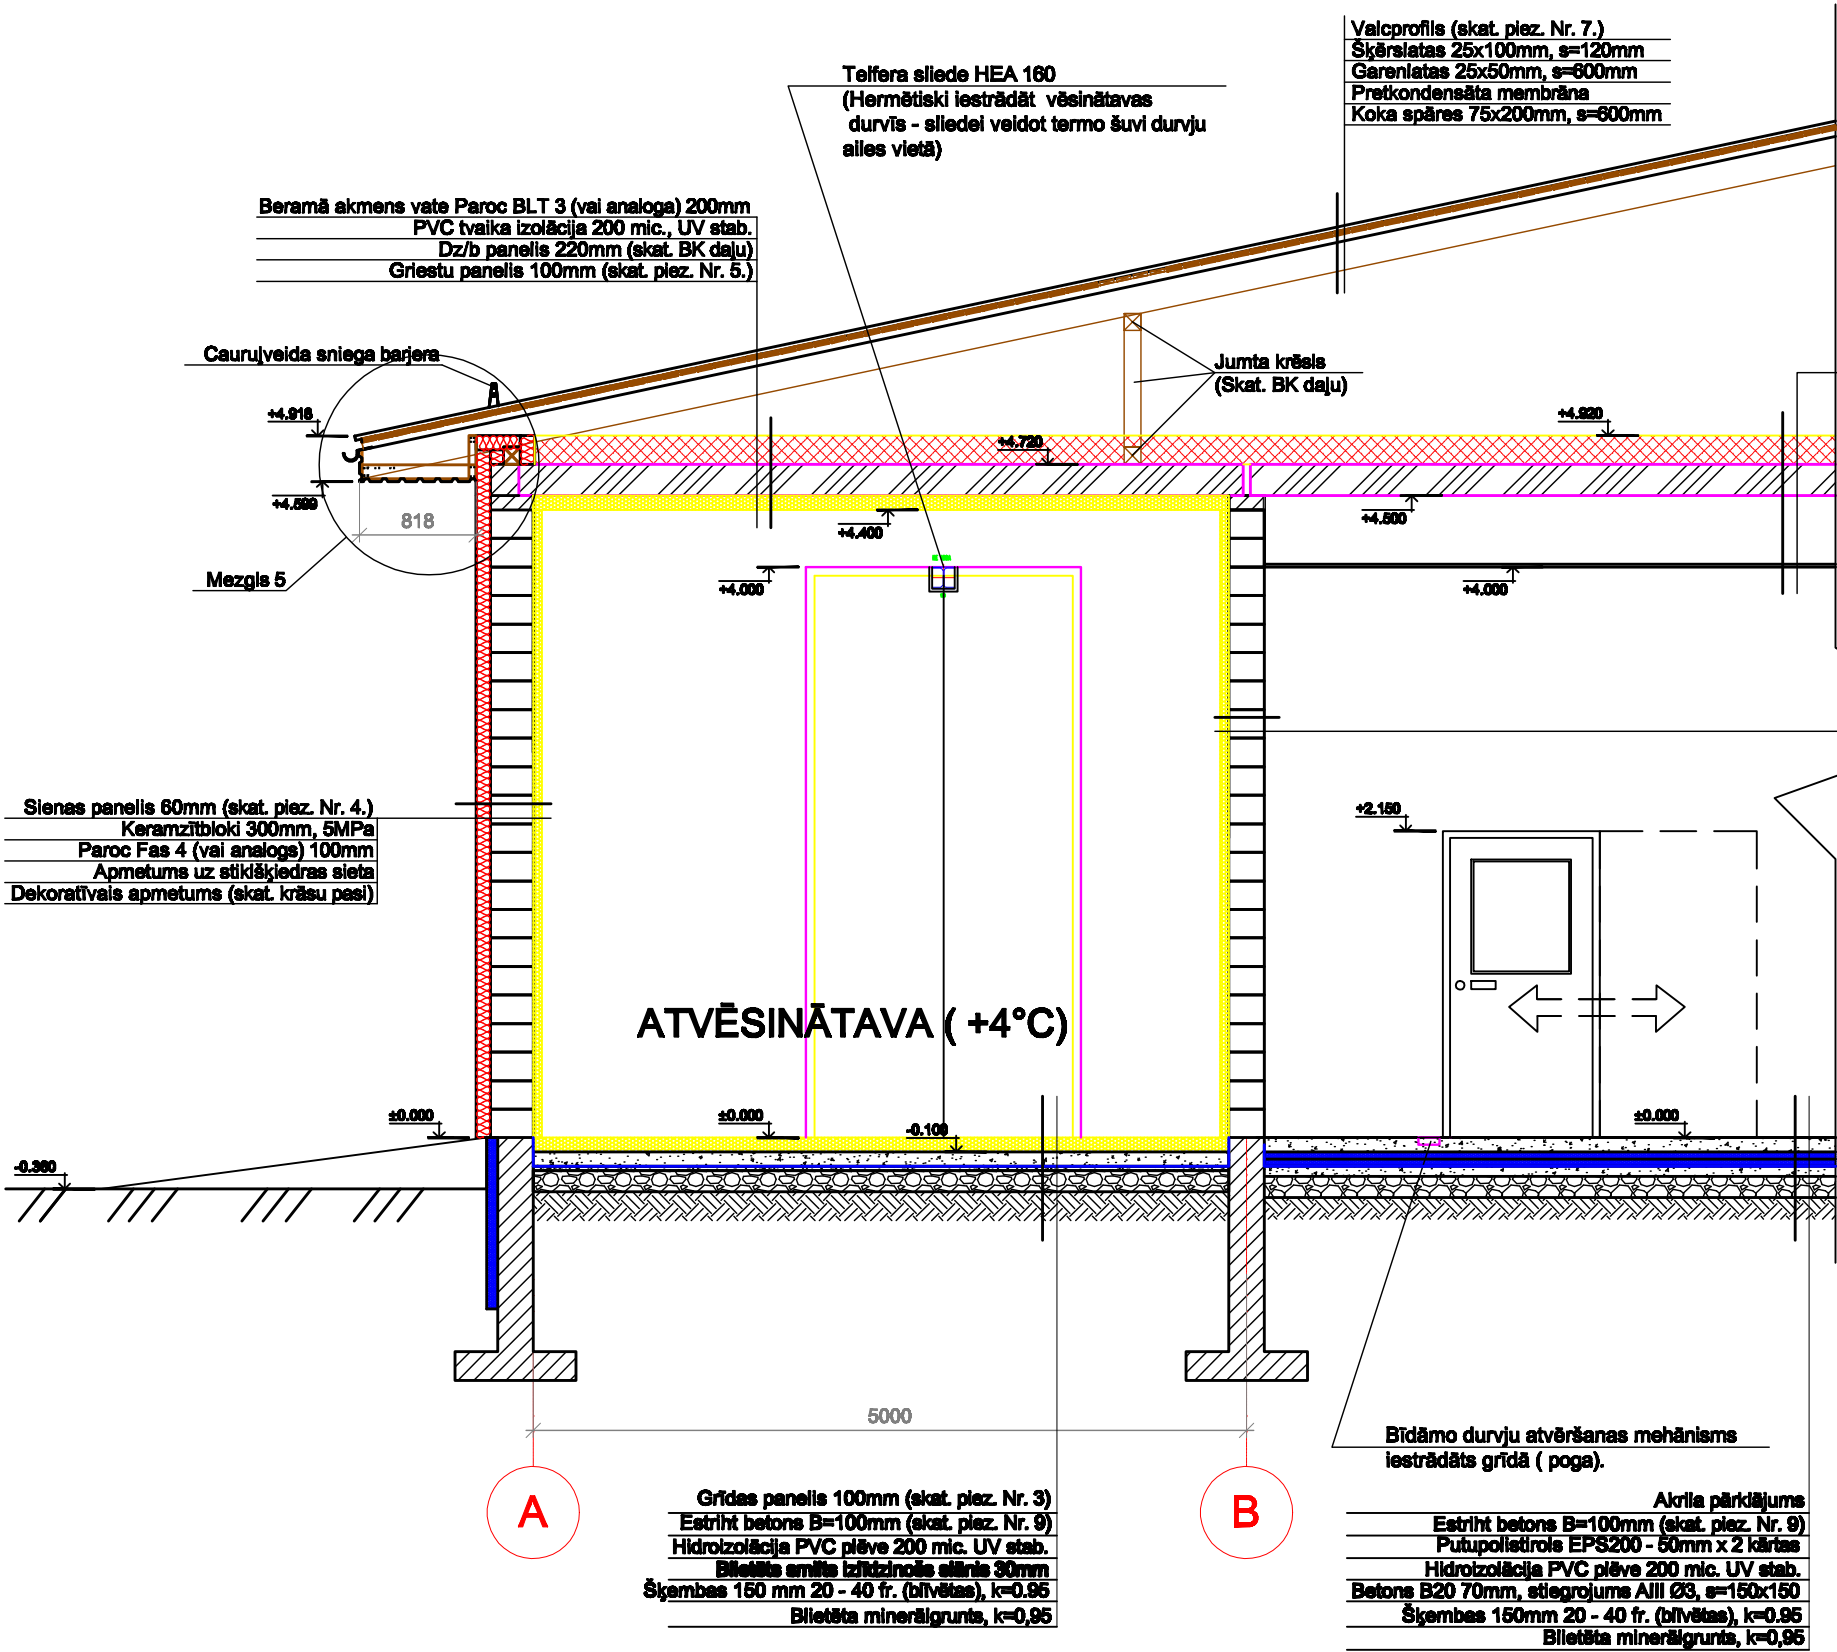 Valcprofils (skat. piez. Nr. 7.)
Šķērslatas 25x100mm, s=120mm
Garenlatas 25x50mm, s=600mm
Pretkondensāta membrāna
Koka spāres 75x200mm, s=600mm
Telfera sliede HEA 160
(Hermētiski iestrādāt vēsinātavas
durvīs - sliedei veidot termo šuvi durvju
ailes vietā)
Beramā akmens vate Paroc BLT 3 (vai analoga) 200mm
PVC tvaika izolācija 200 mic., UV stab.
Dz/b panelis 220mm (skat. BK daļu)
Griestu panelis 100mm (skat. piez. Nr. 5.)
Cauruļveida sniega barjera
Jumta krēsls
(Skat. BK daļu)
+4.918
+4.920
+4.720
+4.599
818
+4.500
+4.400
Mezgls 5
+4.000
+4.000
Sienas panelis 60mm (skat. piez. Nr. 4.)
Keramzītbloki 300mm, 5MPa
Paroc Fas 4 (vai analogs) 100mm
Apmetums uz stiklšķiedras sieta
Dekoratīvais apmetums (skat. krāsu pasi)
+2.150
ATVĒSINĀTAVA ( +4°C)
±0.000
±0.000
-0.100
±0.000
-0.360
5000
A
B
Bīdāmo durvju atvēršanas mehānisms
iestrādāts grīdā ( poga).
Grīdas panelis 100mm (skat. piez. Nr. 3)
Estriht betons B=100mm (skat. piez. Nr. 9)
Hidroizolācija PVC plēve 200 mic. UV stab.
Blietēta smilts izlīdzinošs slānis 30mm
Šķembas 150 mm 20 - 40 fr. (blīvētas), k=0.95
Blietēta minerālgrunts, k=0,95
Akrila pārklājums
Estriht betons B=100mm (skat. piez. Nr. 9)
Putupolistirols EPS200 - 50mm x 2 kārtas
Hidroizolācija PVC plēve 200 mic. UV stab.
Betons B20 70mm, stiegrojums AIII Ø3, s=150x150
Šķembas 150mm 20 - 40 fr. (blīvētas), k=0.95
Blietēta minerālgrunts, k=0,95